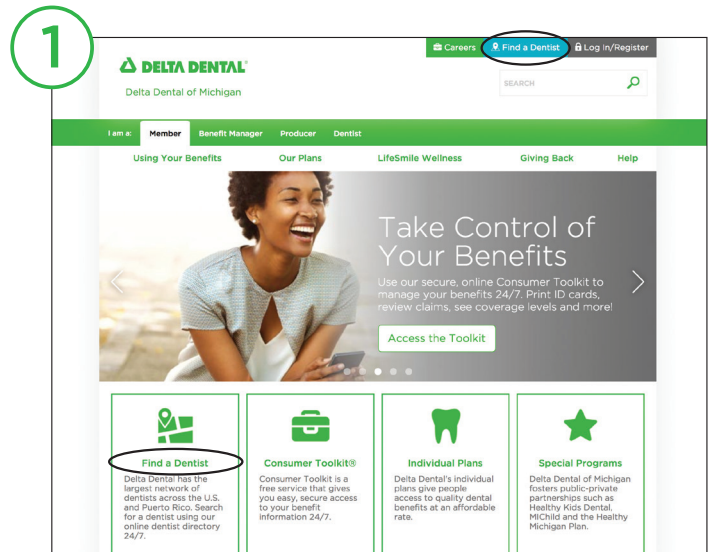 1
Careers Find a Dentist Log In/Register
DELTA DENTAL®
Delta Dental of Michigan
SEARCH
I am a: Member Benefit Manager Producer Dentist
Using Your Benefits Our Plans LifeSmile Wellness Giving Back Help
Take Control of
Your Benefits
Use our secure, online Consumer Toolkit to
manage your benefits 24/7. Print ID cards,
review claims, see coverage levels and more!
Access the Toolkit
Find a Dentist
Delta Dental has the
largest network of
dentists across the U.S.
and Puerto Rico. Search
for a dentist using our
online dentist directory
24/7.
Consumer Toolkit®
Consumer Toolkit is a
free service that gives
you easy, secure access
to your benefit
information 24/7.
Individual Plans
Delta Dental's individual
plans give people
access to quality dental
benefits at an affordable
rate.
Special Programs
Delta Dental of Michigan
fosters public-private
partnerships such as
Healthy Kids Dental,
MIChild and the Healthy
Michigan Plan.